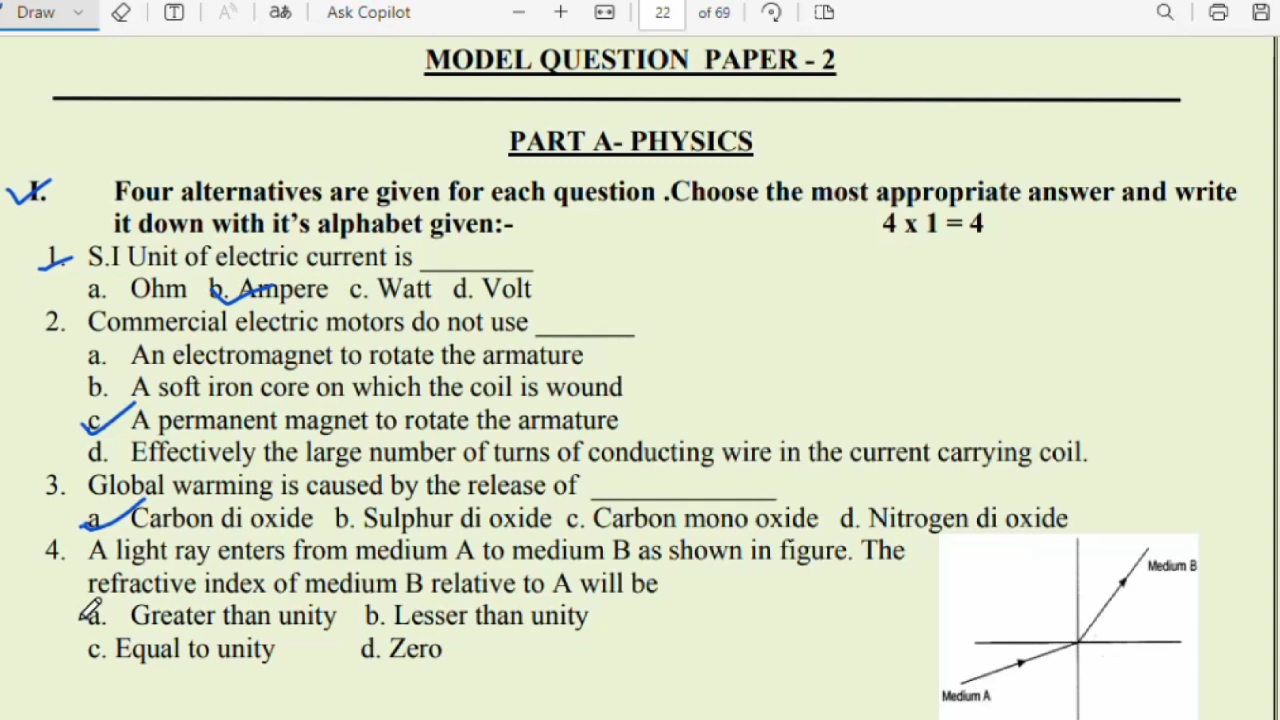 Draw
Ask Copilot
22 of 69
MODEL QUESTION PAPER - 2
PART A- PHYSICS
I. Four alternatives are given for each question .Choose the most appropriate answer and write
it down with it's alphabet given:- 4 x 1 = 4
1. S.I Unit of electric current is ________
a. Ohm b. Ampere c. Watt d. Volt
2. Commercial electric motors do not use _______
a. An electromagnet to rotate the armature
b. A soft iron core on which the coil is wound
c. A permanent magnet to rotate the armature
d. Effectively the large number of turns of conducting wire in the current carrying coil.
3. Global warming is caused by the release of _____________
a. Carbon di oxide b. Sulphur di oxide c. Carbon mono oxide d. Nitrogen di oxide
4. A light ray enters from medium A to medium B as shown in figure. The
refractive index of medium B relative to A will be
a. Greater than unity b. Lesser than unity
c. Equal to unity d. Zero
Medium B
Medium A